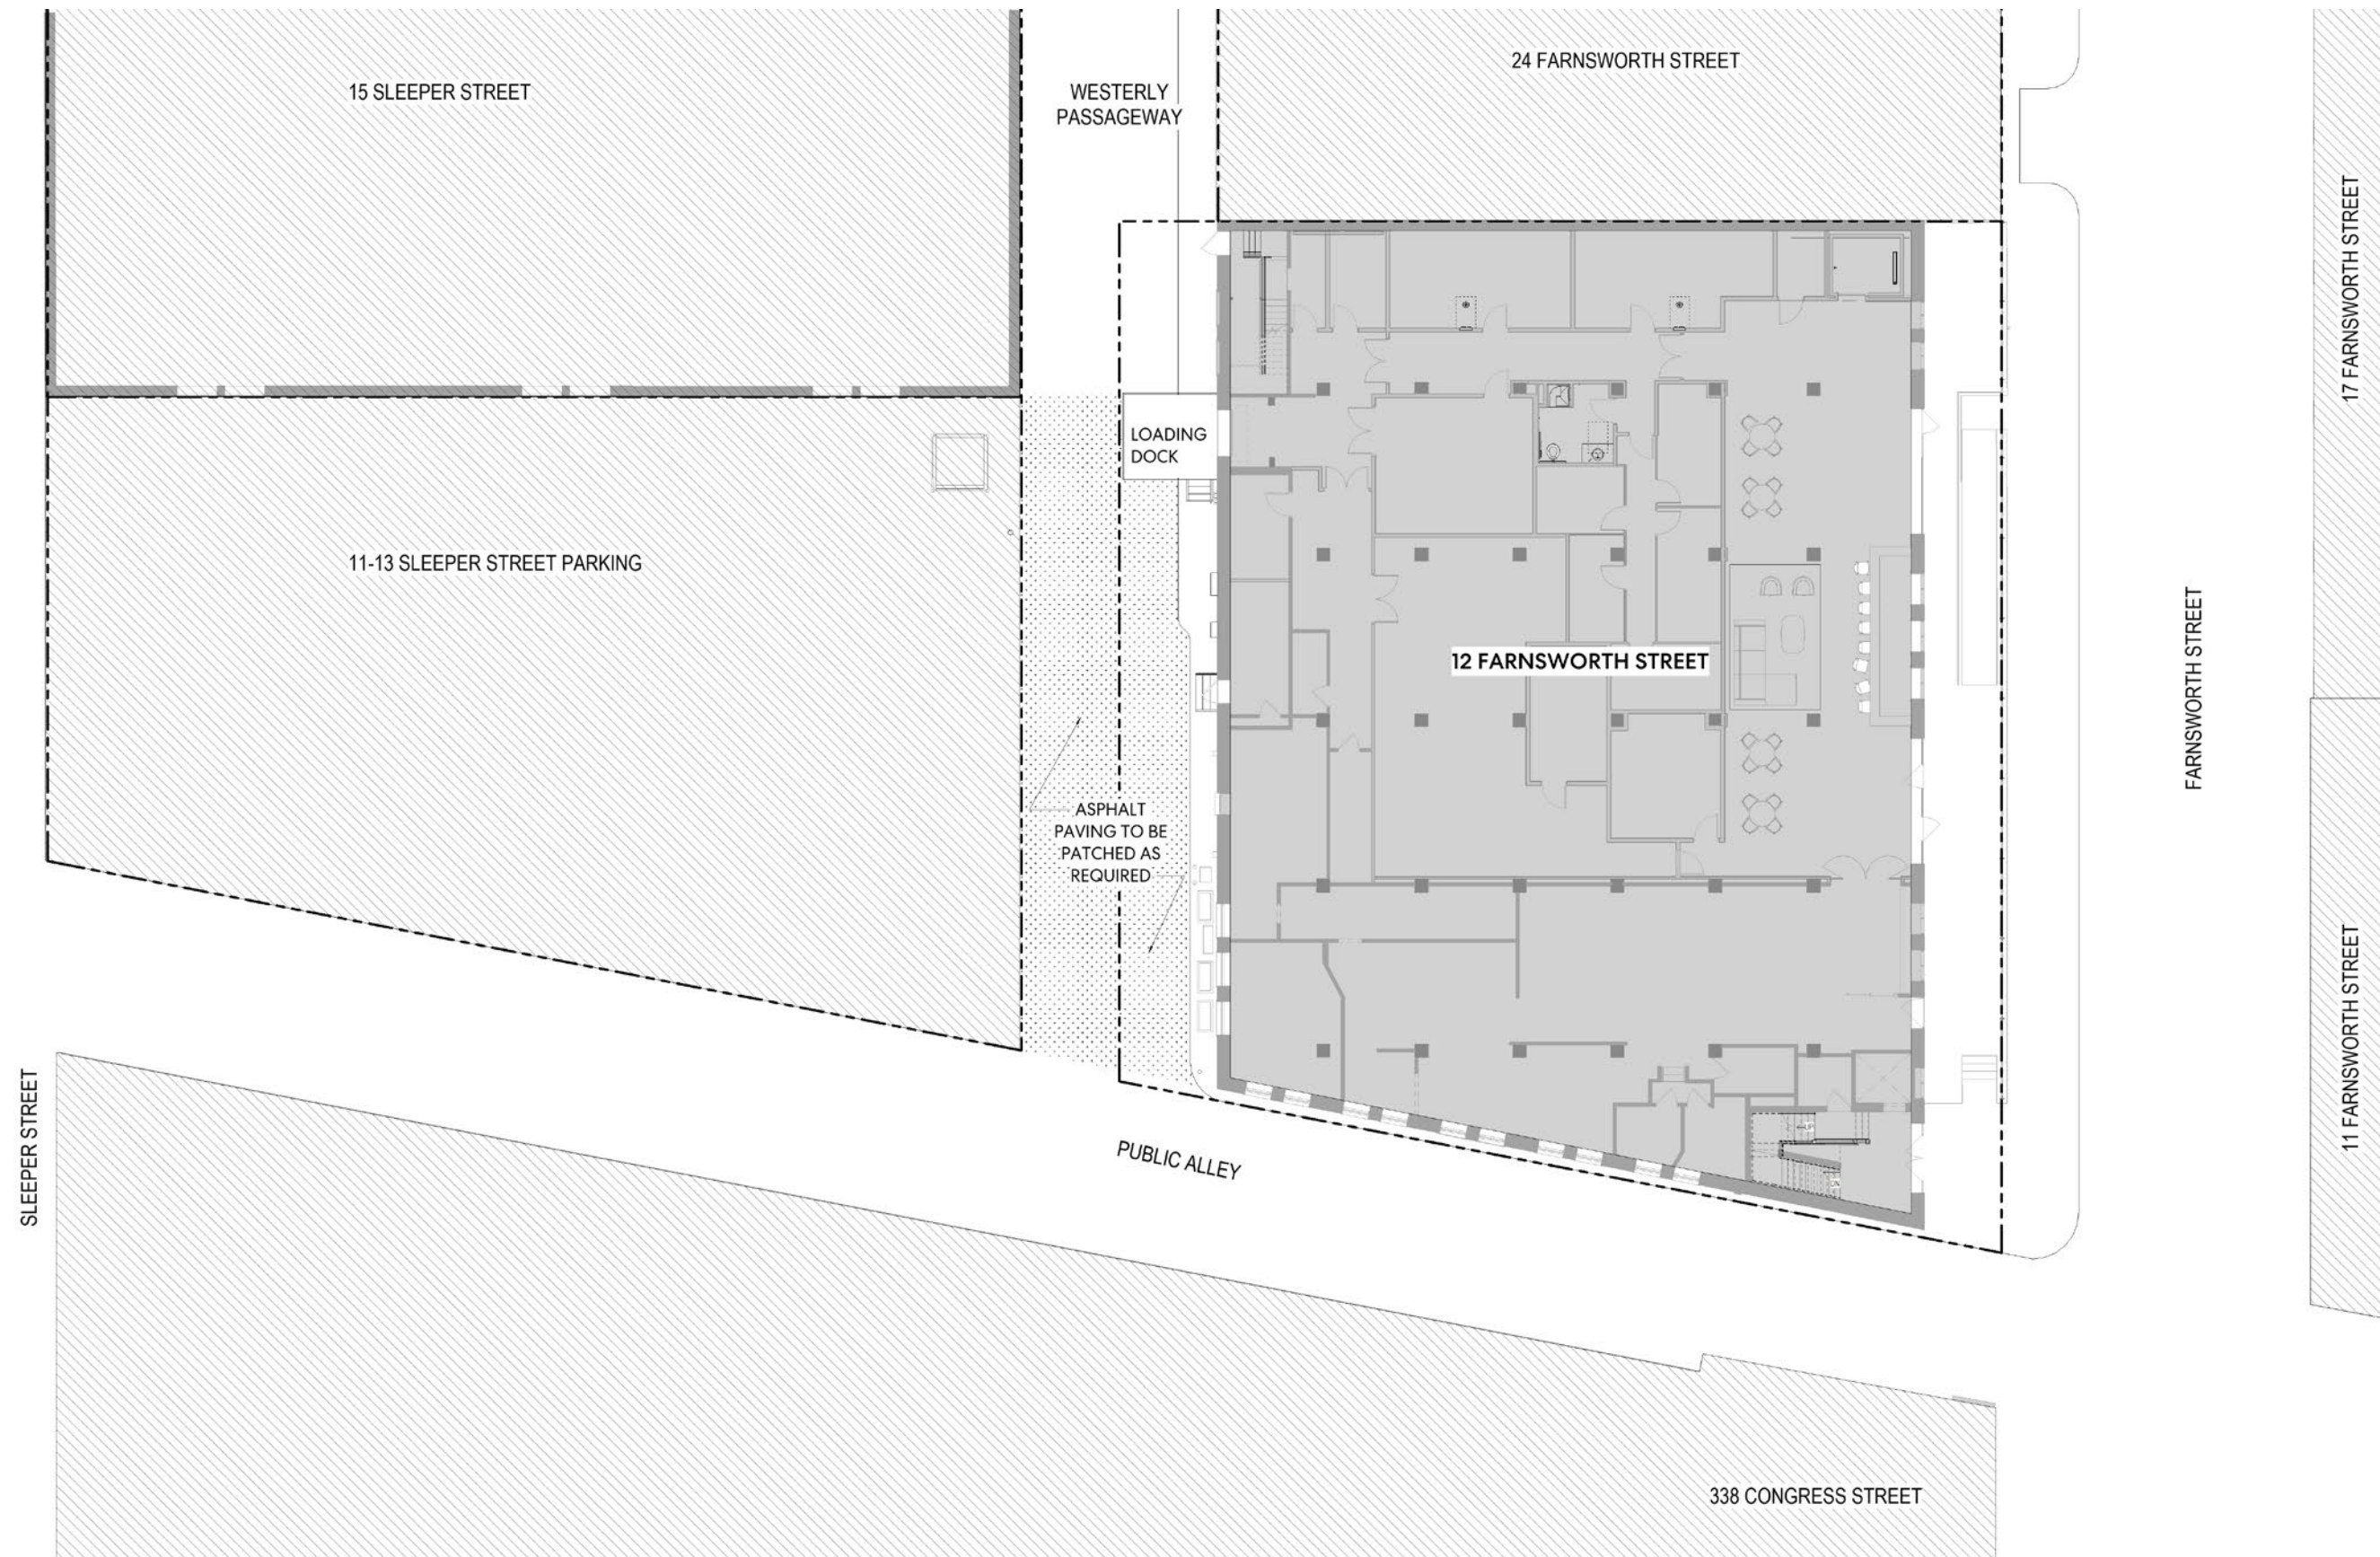 24 FARNSWORTH STREET
15 SLEEPER STREET
WESTERLY
PASSAGEWAY
17 FARNSWORTH STREET
LOADING
DOCK
11-13 SLEEPER STREET PARKING
12 FARNSWORTH STREET
FARNSWORTH STREET
ASPHALT
PAVING TO BE
PATCHED AS
REQUIRED
11 FARNSWORTH STREET
SLEEPER STREET
PUBLIC ALLEY
338 CONGRESS STREET